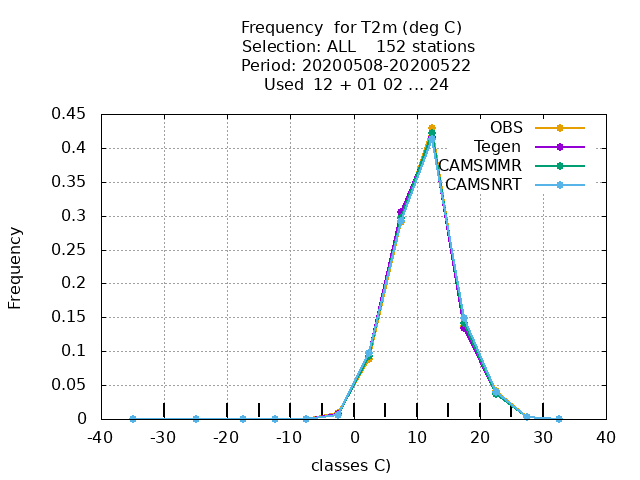 Frequency  for T2m (deg C)
Selection: ALL    152 stations
Period: 20200508-20200522
Used  12 + 01 02 ... 24
0.45
0.4
0.35
0.3
0.25
0.2
0.15
0.1
0.05
0
Frequency
OBS
Tegen
CAMSMMR
CAMSNRT
-40 -30 -20 -10 0 10 20 30 40
classes C)